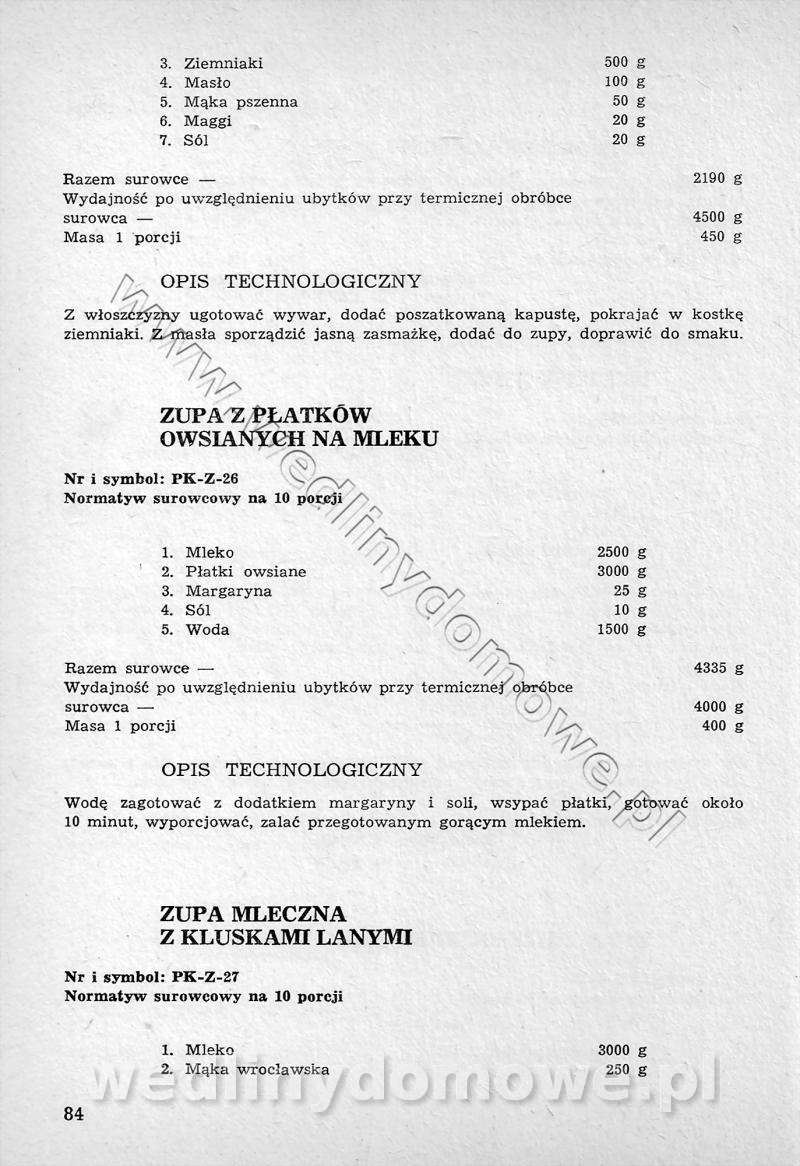 3. Ziemniaki 500 g
4. Masło 100 g
5. Mąka pszenna 50 g
6. Maggi 20 g
7. Sól 20 g
Razem surowce — 2190 g
Wydajność po uwzględnieniu ubytków przy termicznej obróbce
surowca — 4500 g
Masa 1 porcji 450 g
OPIS TECHNOLOGICZNY
Z włoszczyzny ugotować wywar, dodać poszatkowaną kapustę, pokrajać w kostkę
ziemniaki. Z masła sporządzić jasną zasmażkę, dodać do zupy, doprawić do smaku.
ZUPA Z PŁATKÓW
OWSIANYCH NA MLEKU
Nr i symbol: PK-Z-26
Normatyw surowcowy na 10 porcji
1. Mleko 2500 g
2. Płatki owsiane 3000 g
3. Margaryna 25 g
4. Sól 10 g
5. Woda 1500 g
Razem surowce — 4335 g
Wydajność po uwzględnieniu ubytków przy termicznej obróbce
surowca — 4000 g
Masa 1 porcji 400 g
OPIS TECHNOLOGICZNY
Wodę zagotować z dodatkiem margaryny i soli, wsypać płatki, gotować około
10 minut, wyporcjować, zalać przegotowanym gorącym mlekiem.
ZUPA MLECZNA
Z KLUSKAMI LANYMI
Nr i symbol: PK-Z-27
Normatyw surowcowy na 10 porcji
1. Mleko 3000 g
2. Mąka wrocławska 250 g
84
www.wedlinydomowe.pl
wedlinydomowe.pl